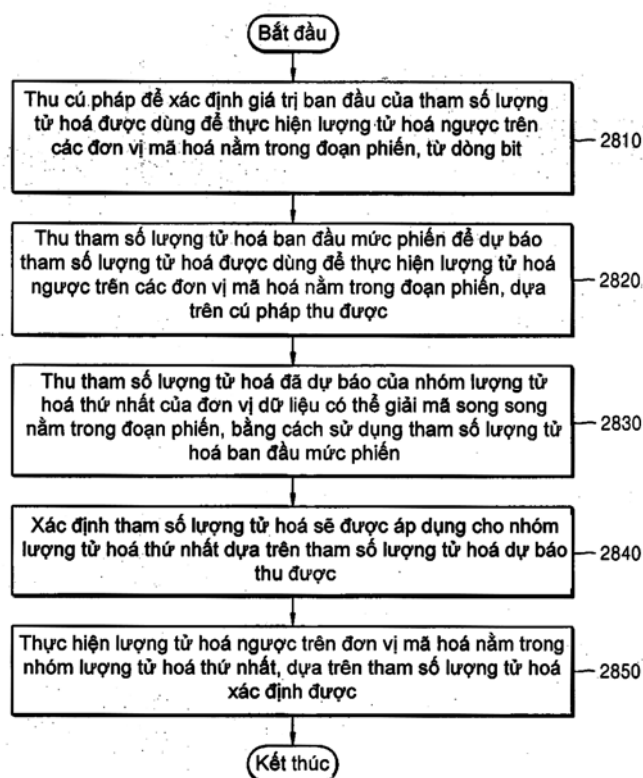 Bắt đầu
Thu cú pháp để xác định giá trị ban đầu của tham số lượng
tử hoá được dùng để thực hiện lượng tử hoá ngược trên
các đơn vị mã hoá nằm trong đoạn phiến, từ dòng bit
2810
Thu tham số lượng tử hoá ban đầu mức phiến để dự báo
tham số lượng tử hoá được dùng để thực hiện lượng tử hoá
ngược trên các đơn vị mã hoá nằm trong đoạn phiến, dựa
trên cú pháp thu được
2820
Thu tham số lượng tử hoá đã dự báo của nhóm lượng tử
hoá thứ nhất của đơn vị dữ liệu có thể giải mã song song
nằm trong đoạn phiến, bằng cách sử dụng tham số lượng tử
hoá ban đầu mức phiến
2830
Xác định tham số lượng tử hoá sẽ được áp dụng cho nhóm
lượng tử hoá thứ nhất dựa trên tham số lượng tử hoá dự báo
thu được
2840
Thực hiện lượng tử hoá ngược trên đơn vị mã hoá nằm trong
nhóm lượng tử hoá thứ nhất, dựa trên tham số lượng tử hoá
xác định được
2850
Kết thúc